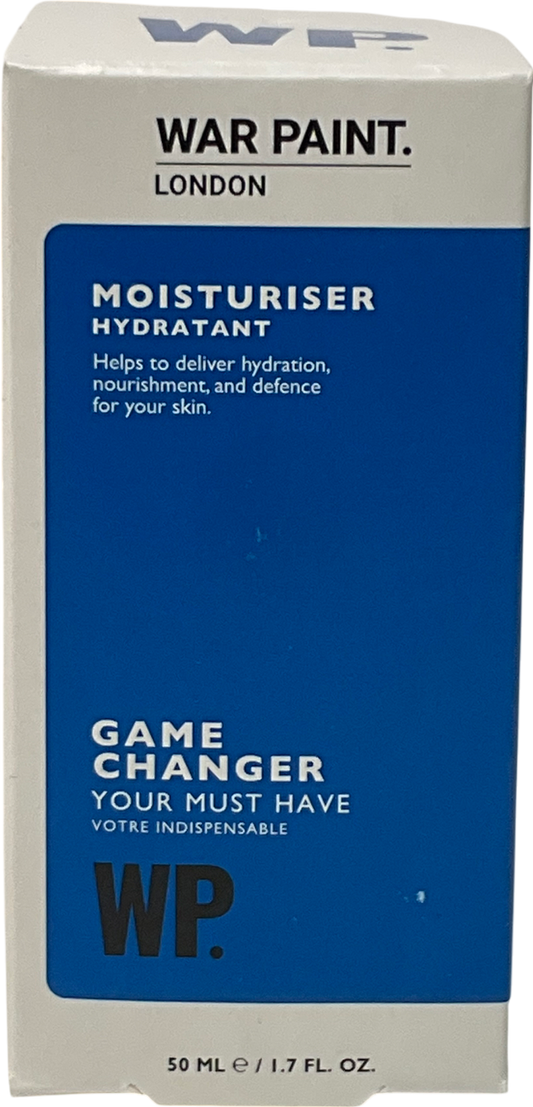 WP.
WAR PAINT.
LONDON
MOISTURISER
HYDRATANT
Helps to deliver hydration,
nourishment, and defence
for your skin.
GAME
CHANGER
YOUR MUST HAVE
VOTRE INDISPENSABLE
WP.
50 ML ℮ / 1.7 FL. OZ.